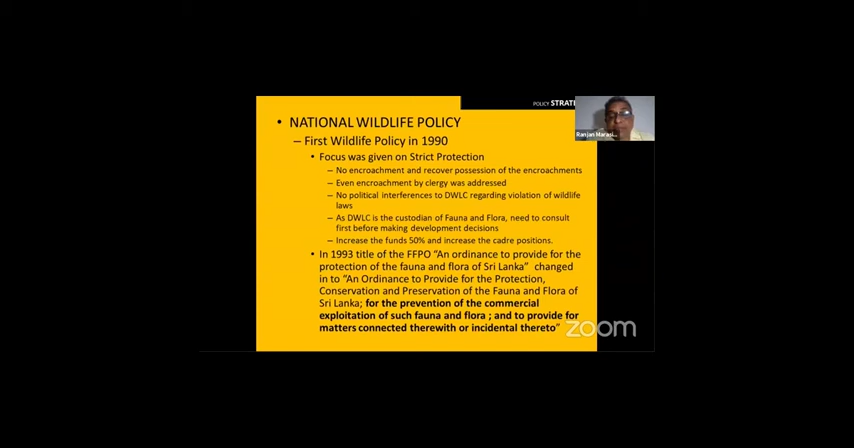 POLICY STRATE
Ranjan Marasi...
• NATIONAL WILDLIFE POLICY
– First Wildlife Policy in 1990
• Focus was given on Strict Protection
– No encroachment and recover possession of the encroachments
– Even encroachment by clergy was addressed
– No political interferences to DWLC regarding violation of wildlife
laws
– As DWLC is the custodian of Fauna and Flora, need to consult
first before making development decisions
– Increase the funds 50% and increase the cadre positions.
• In 1993 title of the FFPO “An ordinance to provide for the
protection of the fauna and flora of Sri Lanka” changed
in to “An Ordinance to Provide for the Protection,
Conservation and Preservation of the Fauna and Flora of
Sri Lanka; for the prevention of the commercial
exploitation of such fauna and flora ; and to provide for
matters connected therewith or incidental thereto”
zoom